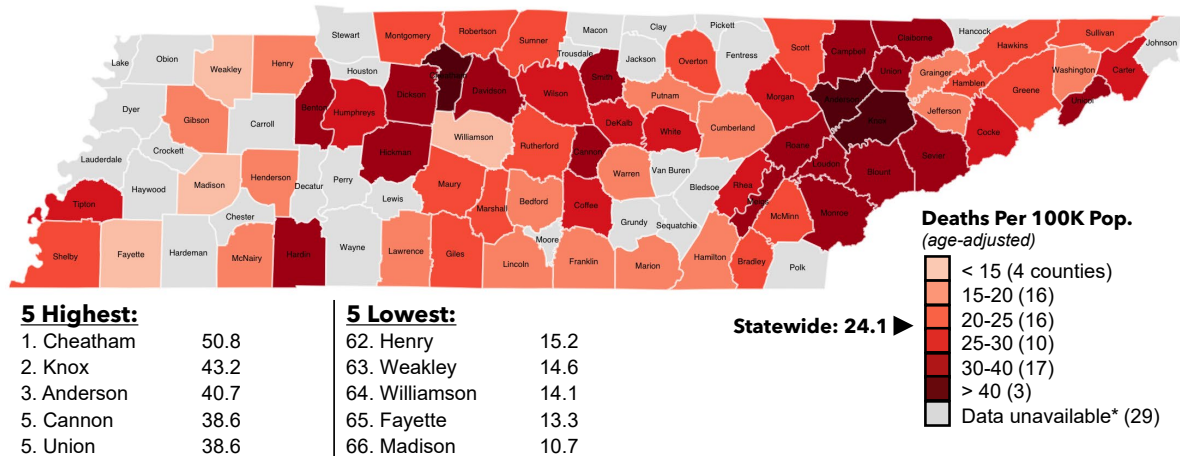 Stewart
Montgomery
Robertson
Sumner
Macon
Clay
Pickett
Trousdale
Jackson
Overton
Fentress
Scott
Campbell
Claiborne
Hancock
Hawkins
Sullivan
Johnson
Lake
Obion
Weakley
Henry
Houston
Cheatham
Davidson
Wilson
Smith
Putnam
Morgan
Anderson
Union
Grainger
Hamblen
Greene
Washington
Carter
Unicoi
Dyer
Gibson
Carroll
Benton
Humphreys
Dickson
Williamson
Rutherford
Cannon
DeKalb
White
Cumberland
Roane
Knox
Jefferson
Cocke
Lauderdale
Crockett
Haywood
Madison
Henderson
Decatur
Perry
Hickman
Lewis
Maury
Marshall
Bedford
Coffee
Warren
Van Buren
Bledsoe
Rhea
Meigs
Loudon
Blount
Sevier
Monroe
McMinn
Tipton
Shelby
Fayette
Hardeman
Chester
McNairy
Hardin
Wayne
Lawrence
Giles
Lincoln
Moore
Franklin
Grundy
Sequatchie
Marion
Hamilton
Bradley
Polk
Deaths Per 100K Pop.
(age-adjusted)
< 15 (4 counties)
15-20 (16)
20-25 (16)
25-30 (10)
30-40 (17)
> 40 (3)
Data unavailable* (29)
Statewide: 24.1
5 Highest:
1. Cheatham 50.8
2. Knox 43.2
3. Anderson 40.7
5. Cannon 38.6
5. Union 38.6
5 Lowest:
62. Henry 15.2
63. Weakley 14.6
64. Williamson 14.1
65. Fayette 13.3
66. Madison 10.7